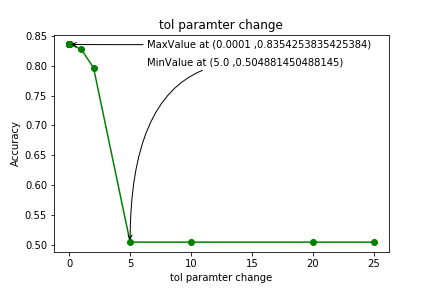 tol paramter change
MaxValue at (0.0001 ,0.8354253835425384)
MinValue at (5.0 ,0.504881450488145)
Accuracy
0.85
0.80
0.75
0.70
0.65
0.60
0.55
0.50
0
5
10
15
20
25
tol paramter change